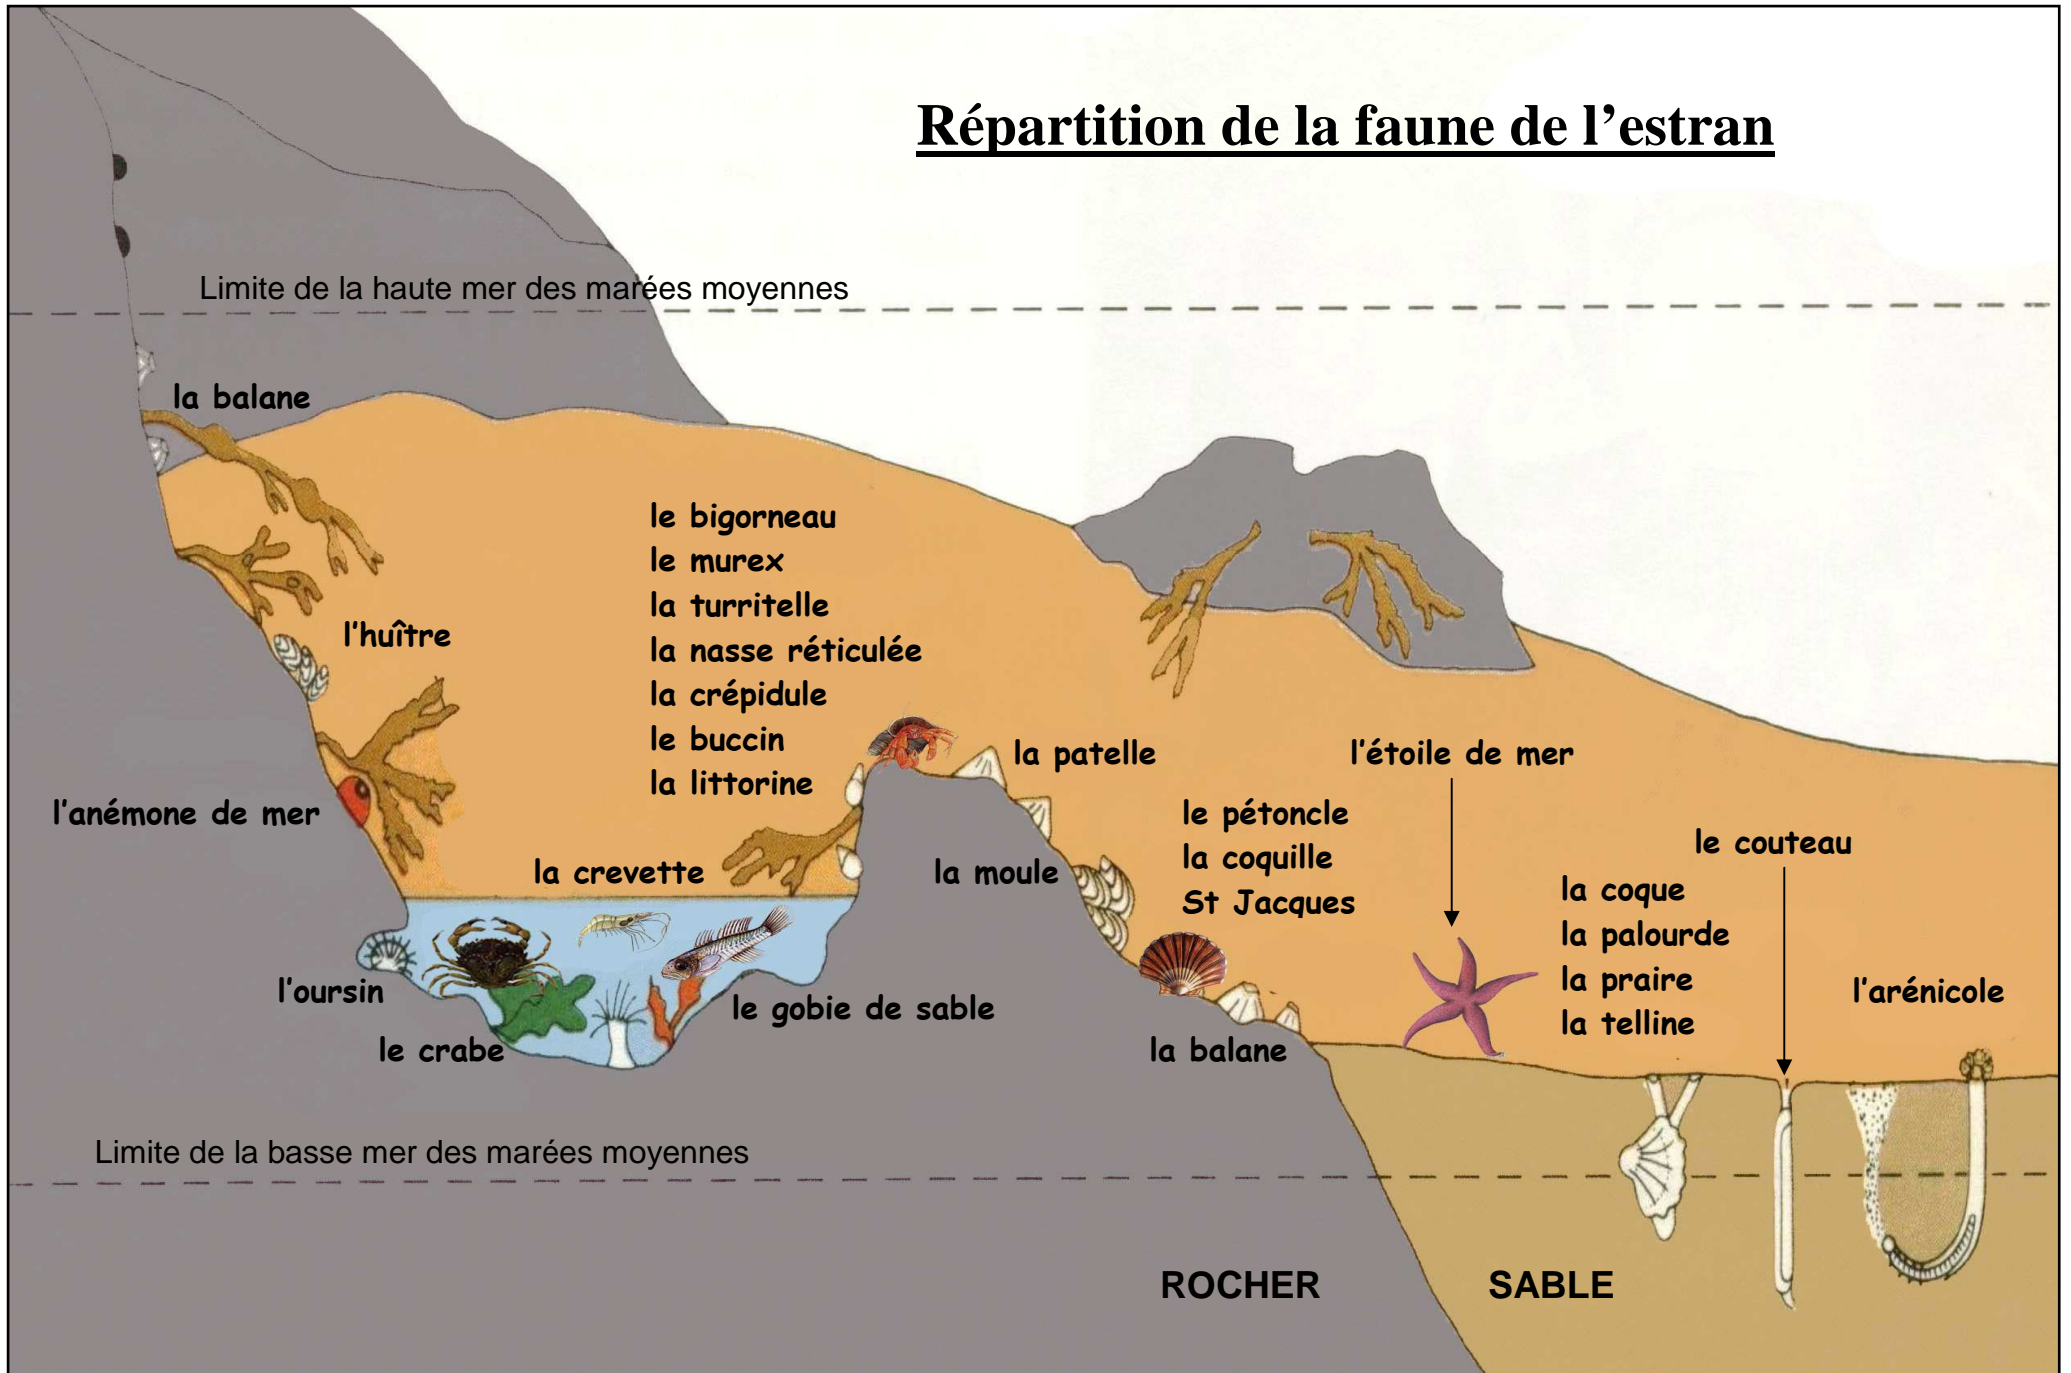 Répartition de la faune de l’estran
Limite de la haute mer des marées moyennes
la balane
le bigorneau
le murex
la turritelle
la nasse réticulée
la crépidule
le buccin
la littorine
l’huître
la patelle
l’étoile de mer
l’anémone de mer
le pétoncle
la coquille
St Jacques
le couteau
la crevette
la moule
la coque
la palourde
la praire
la telline
l’arénicole
l’oursin
le gobie de sable
le crabe
la balane
Limite de la basse mer des marées moyennes
ROCHER
SABLE